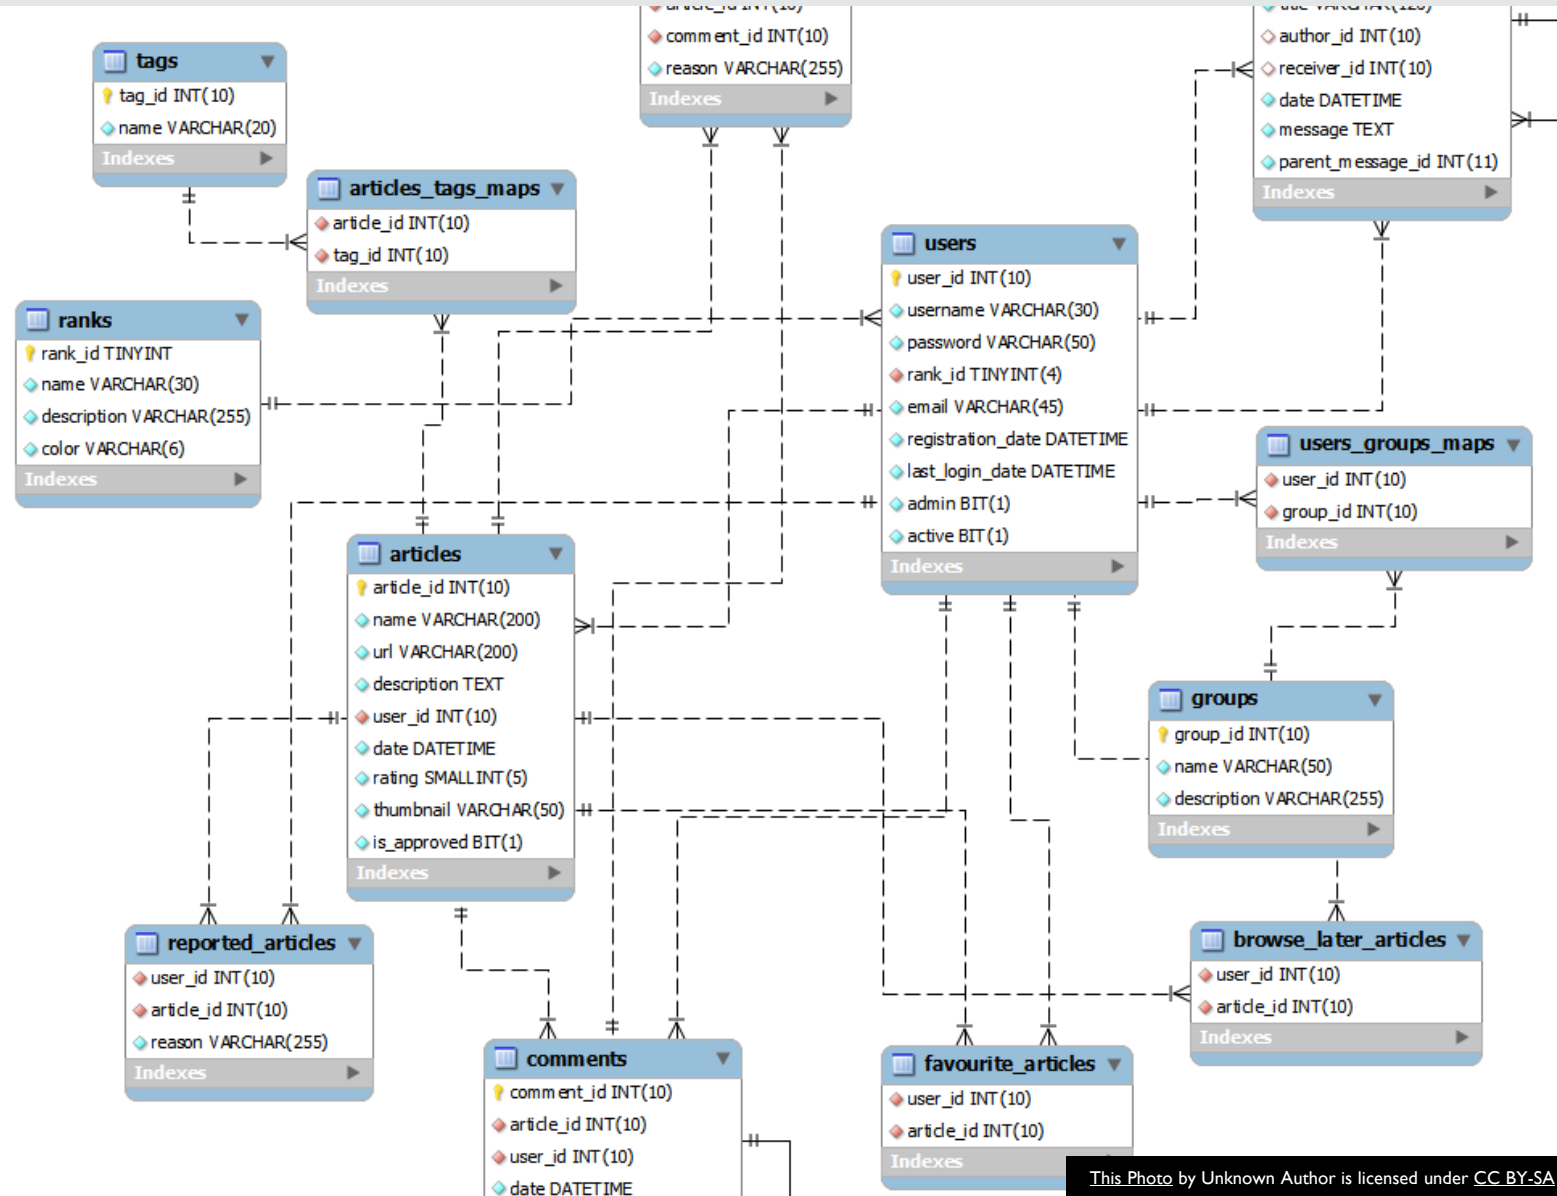 comment_id INT(10)
reason VARCHAR(255)
Indexes
author_id INT(10)
receiver_id INT(10)
date DATETIME
message TEXT
parent_message_id INT(11)
Indexes
tags
tag_id INT(10)
name VARCHAR(20)
Indexes
articles_tags_maps
article_id INT(10)
tag_id INT(10)
Indexes
users
user_id INT(10)
username VARCHAR(30)
password VARCHAR(50)
rank_id TINYINT(4)
email VARCHAR(45)
registration_date DATETIME
last_login_date DATETIME
admin BIT(1)
active BIT(1)
Indexes
ranks
rank_id TINYINT
name VARCHAR(30)
description VARCHAR(255)
color VARCHAR(6)
Indexes
users_groups_maps
user_id INT(10)
group_id INT(10)
Indexes
articles
article_id INT(10)
name VARCHAR(200)
url VARCHAR(200)
description TEXT
user_id INT(10)
date DATETIME
rating SMALLINT(5)
thumbnail VARCHAR(50)
is_approved BIT(1)
Indexes
groups
group_id INT(10)
name VARCHAR(50)
description VARCHAR(255)
Indexes
reported_articles
user_id INT(10)
article_id INT(10)
reason VARCHAR(255)
Indexes
browse_later_articles
user_id INT(10)
article_id INT(10)
Indexes
comments
comment_id INT(10)
article_id INT(10)
user_id INT(10)
date DATETIME
favourite_articles
user_id INT(10)
article_id INT(10)
Indexes
This Photo by Unknown Author is licensed under CC BY-SA